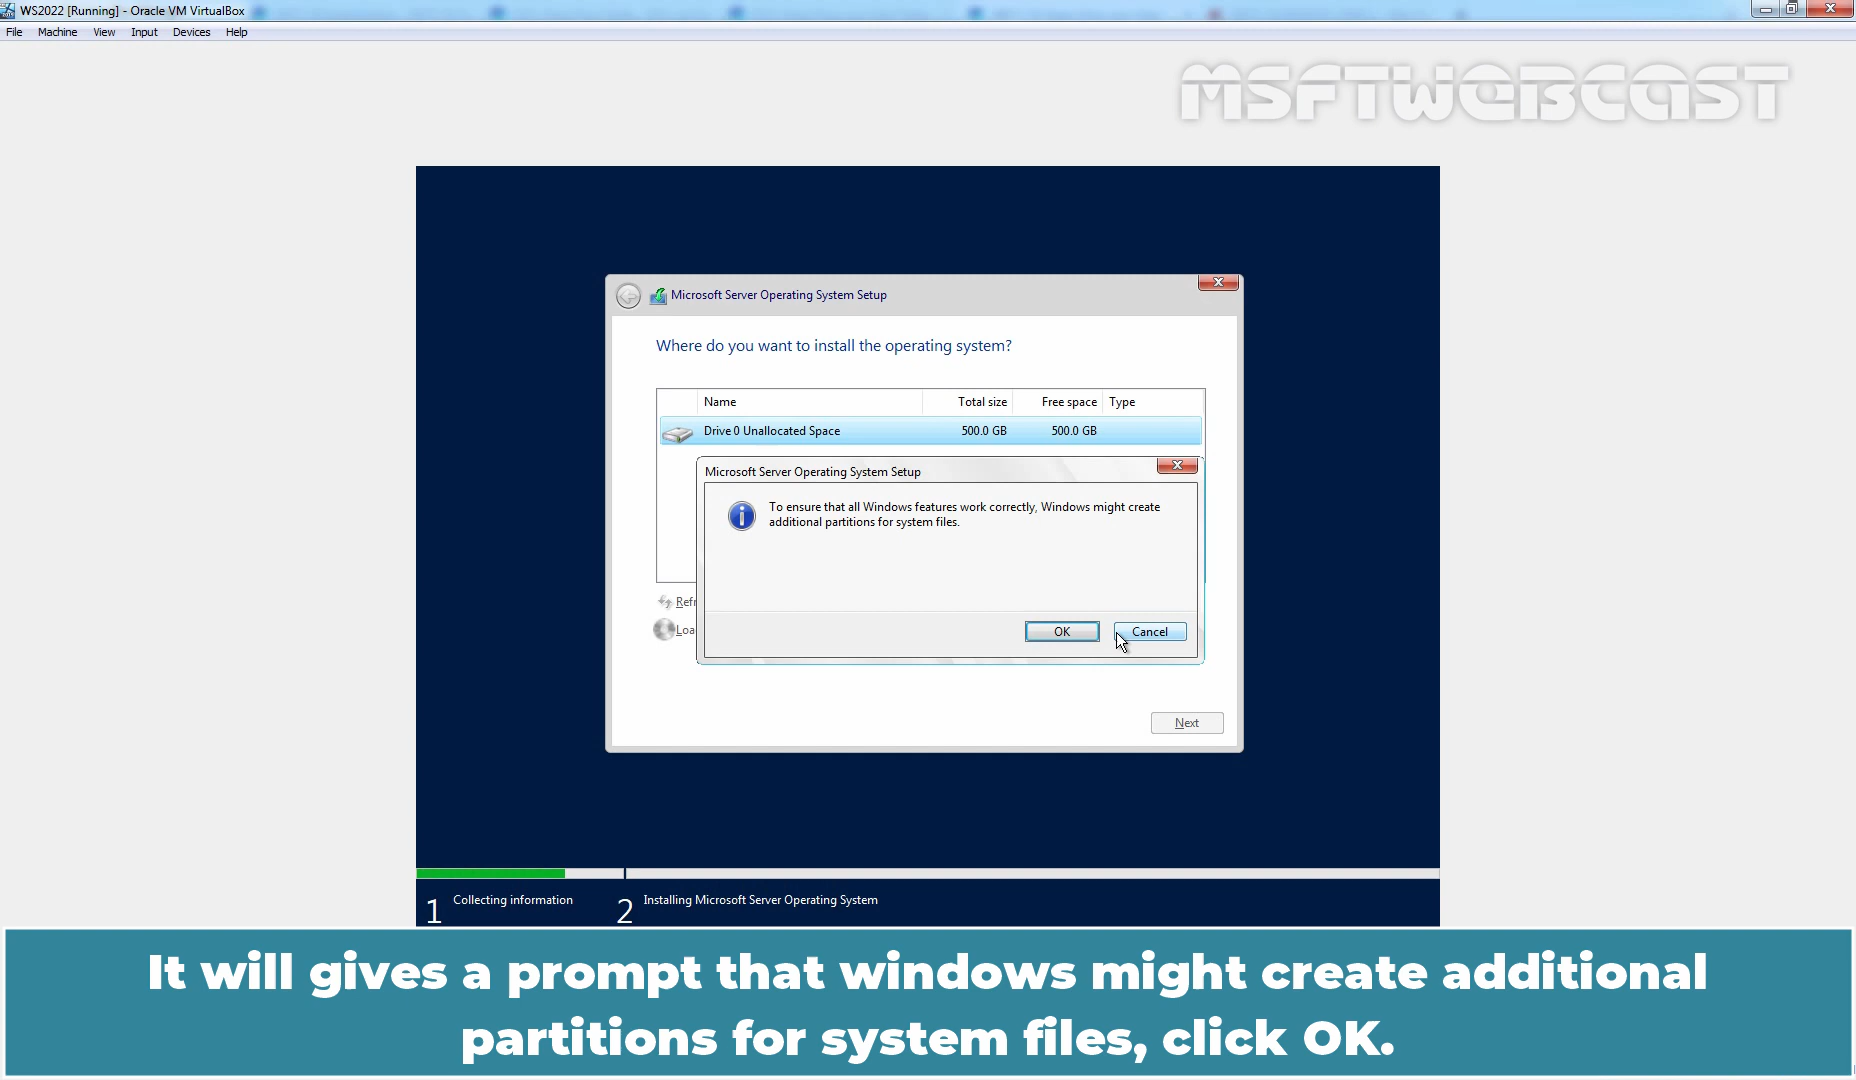 WS2022 [Running] - Oracle VM VirtualBox
File Machine View Input Devices Help
MSFTWEBCAST
Microsoft Server Operating System Setup
Where do you want to install the operating system?
Name Total size Free space Type
Drive 0 Unallocated Space 500.0 GB 500.0 GB
Microsoft Server Operating System Setup
To ensure that all Windows features work correctly, Windows might create
additional partitions for system files.
Refr
Loa
OK Cancel
Next
1 Collecting information 2 Installing Microsoft Server Operating System
It will gives a prompt that windows might create additional
partitions for system files, click OK.